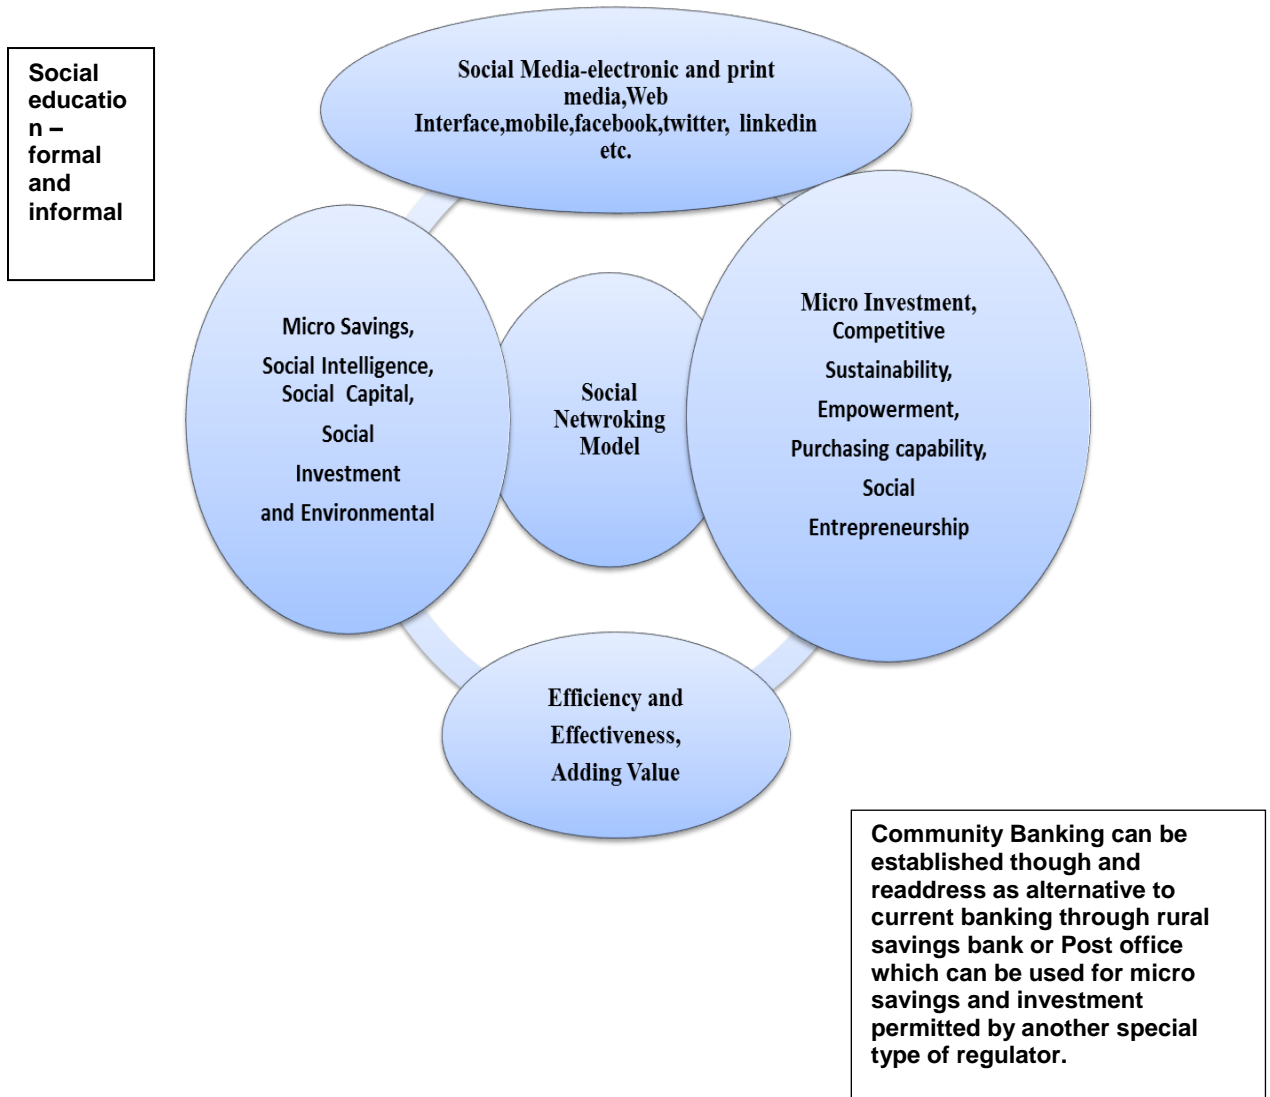 Social
educatio
n –
formal
and
informal
Social Media-electronic and print
media,Web
Interface,mobile,facebook,twitter, linkedin
etc.
Micro Savings,
Social Intelligence,
Social Capital,
Social
Investment
and Environmental
Social
Netwroking
Model
Micro Investment,
Competitive
Sustainability,
Empowerment,
Purchasing capability,
Social
Entrepreneurship
Efficiency and
Effectiveness,
Adding Value
Community Banking can be
established though and
readdress as alternative to
current banking through rural
savings bank or Post office
which can be used for micro
savings and investment
permitted by another special
type of regulator.